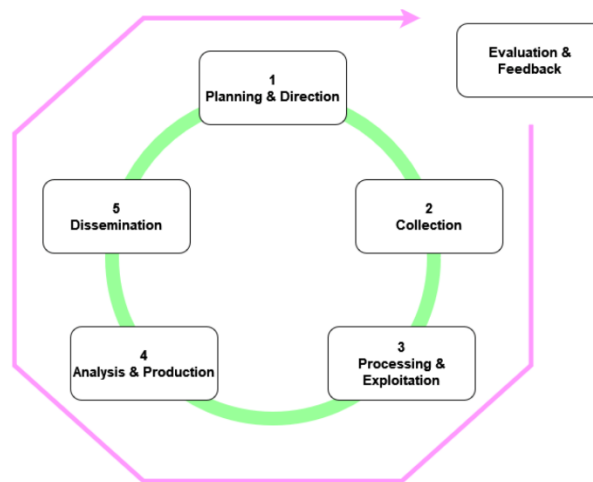 Evaluation &
Feedback
1
Planning & Direction
2
Collection
3
Processing &
Exploitation
4
Analysis & Production
5
Dissemination